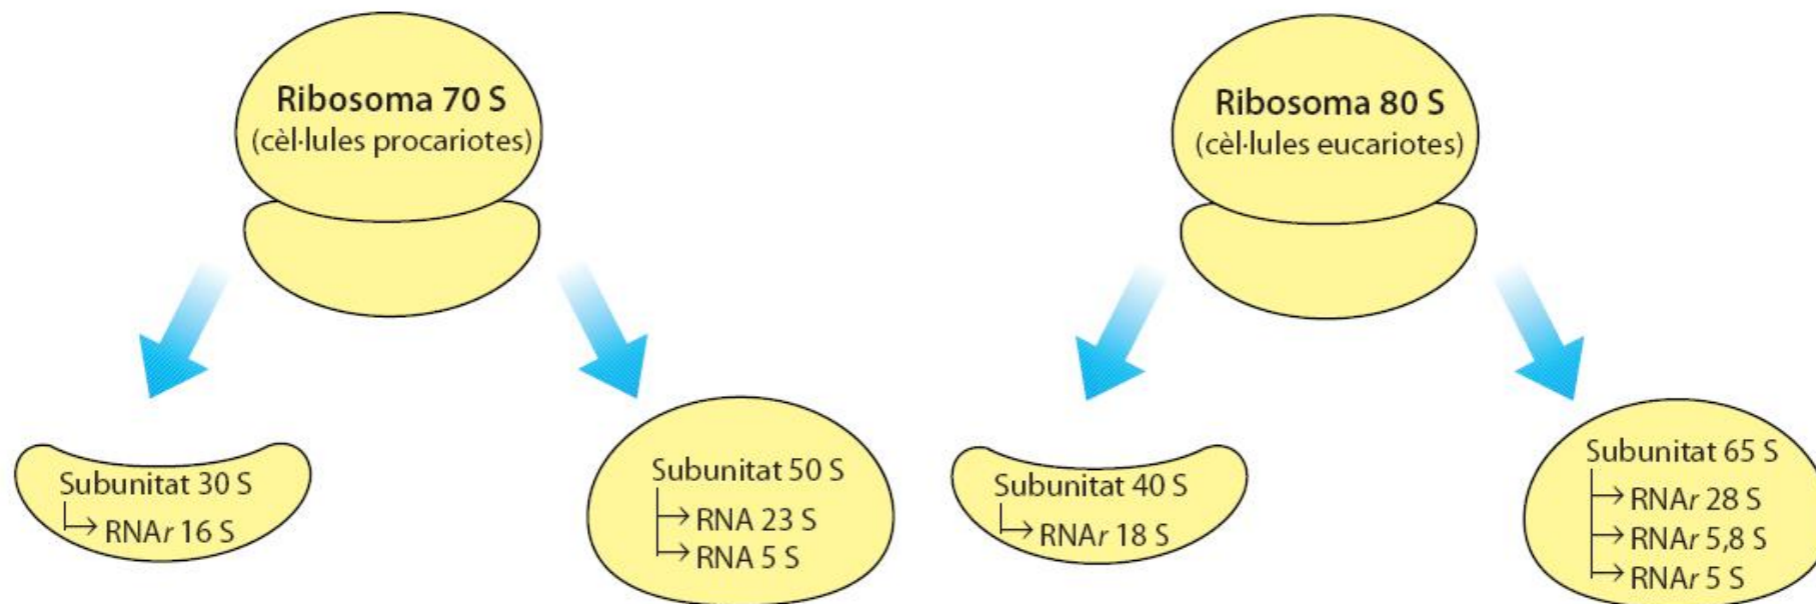 Ribosoma 70 S
(cèl·lules procariotes)
Subunitat 30 S
RNAr 16 S
Subunitat 50 S
RNA 23 S
RNA 5 S
Ribosoma 80 S
(cèl·lules eucariotes)
Subunitat 40 S
RNAr 18 S
Subunitat 65 S
RNAr 28 S
RNAr 5,8 S
RNAr 5 S